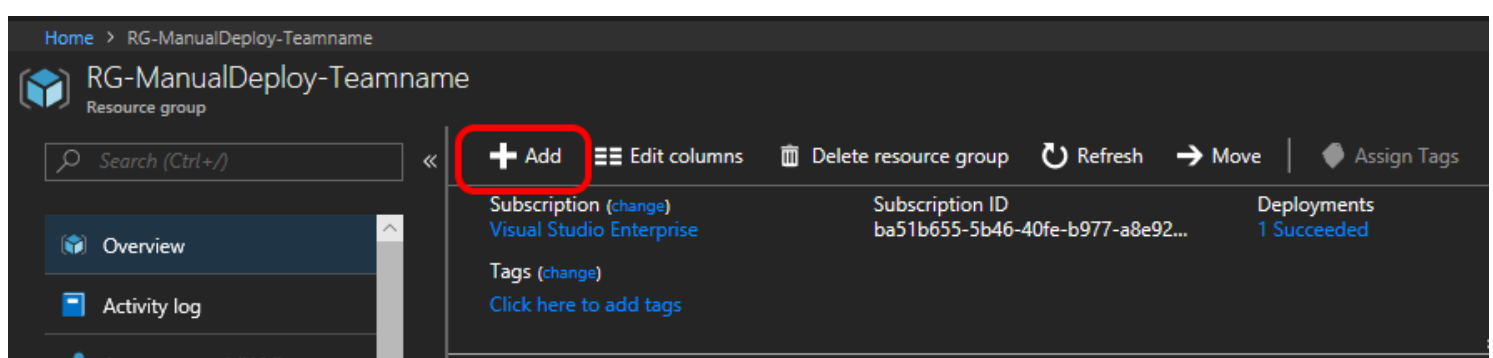 Home > RG-ManualDeploy-Teamname
RG-ManualDeploy-Teamname
Resource group
Search (Ctrl+/)
«
Add
Edit columns
Delete resource group
Refresh
Move
Assign Tags
Overview
Activity log
Subscription (change)
Visual Studio Enterprise
Subscription ID
ba51b655-5b46-40fe-b977-a8e92...
Deployments
1 Succeeded
Tags (change)
Click here to add tags